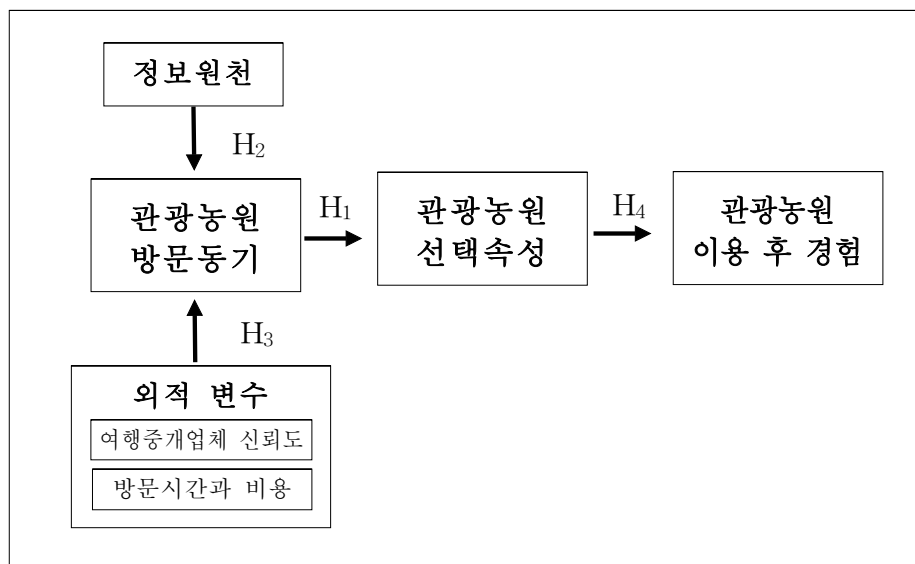 정보원천
H₂
관광농원
방문동기
H₁
관광농원
선택속성
H₄
관광농원
이용 후 경험
H₃
외적 변수
여행중개업체 신뢰도
방문시간과 비용